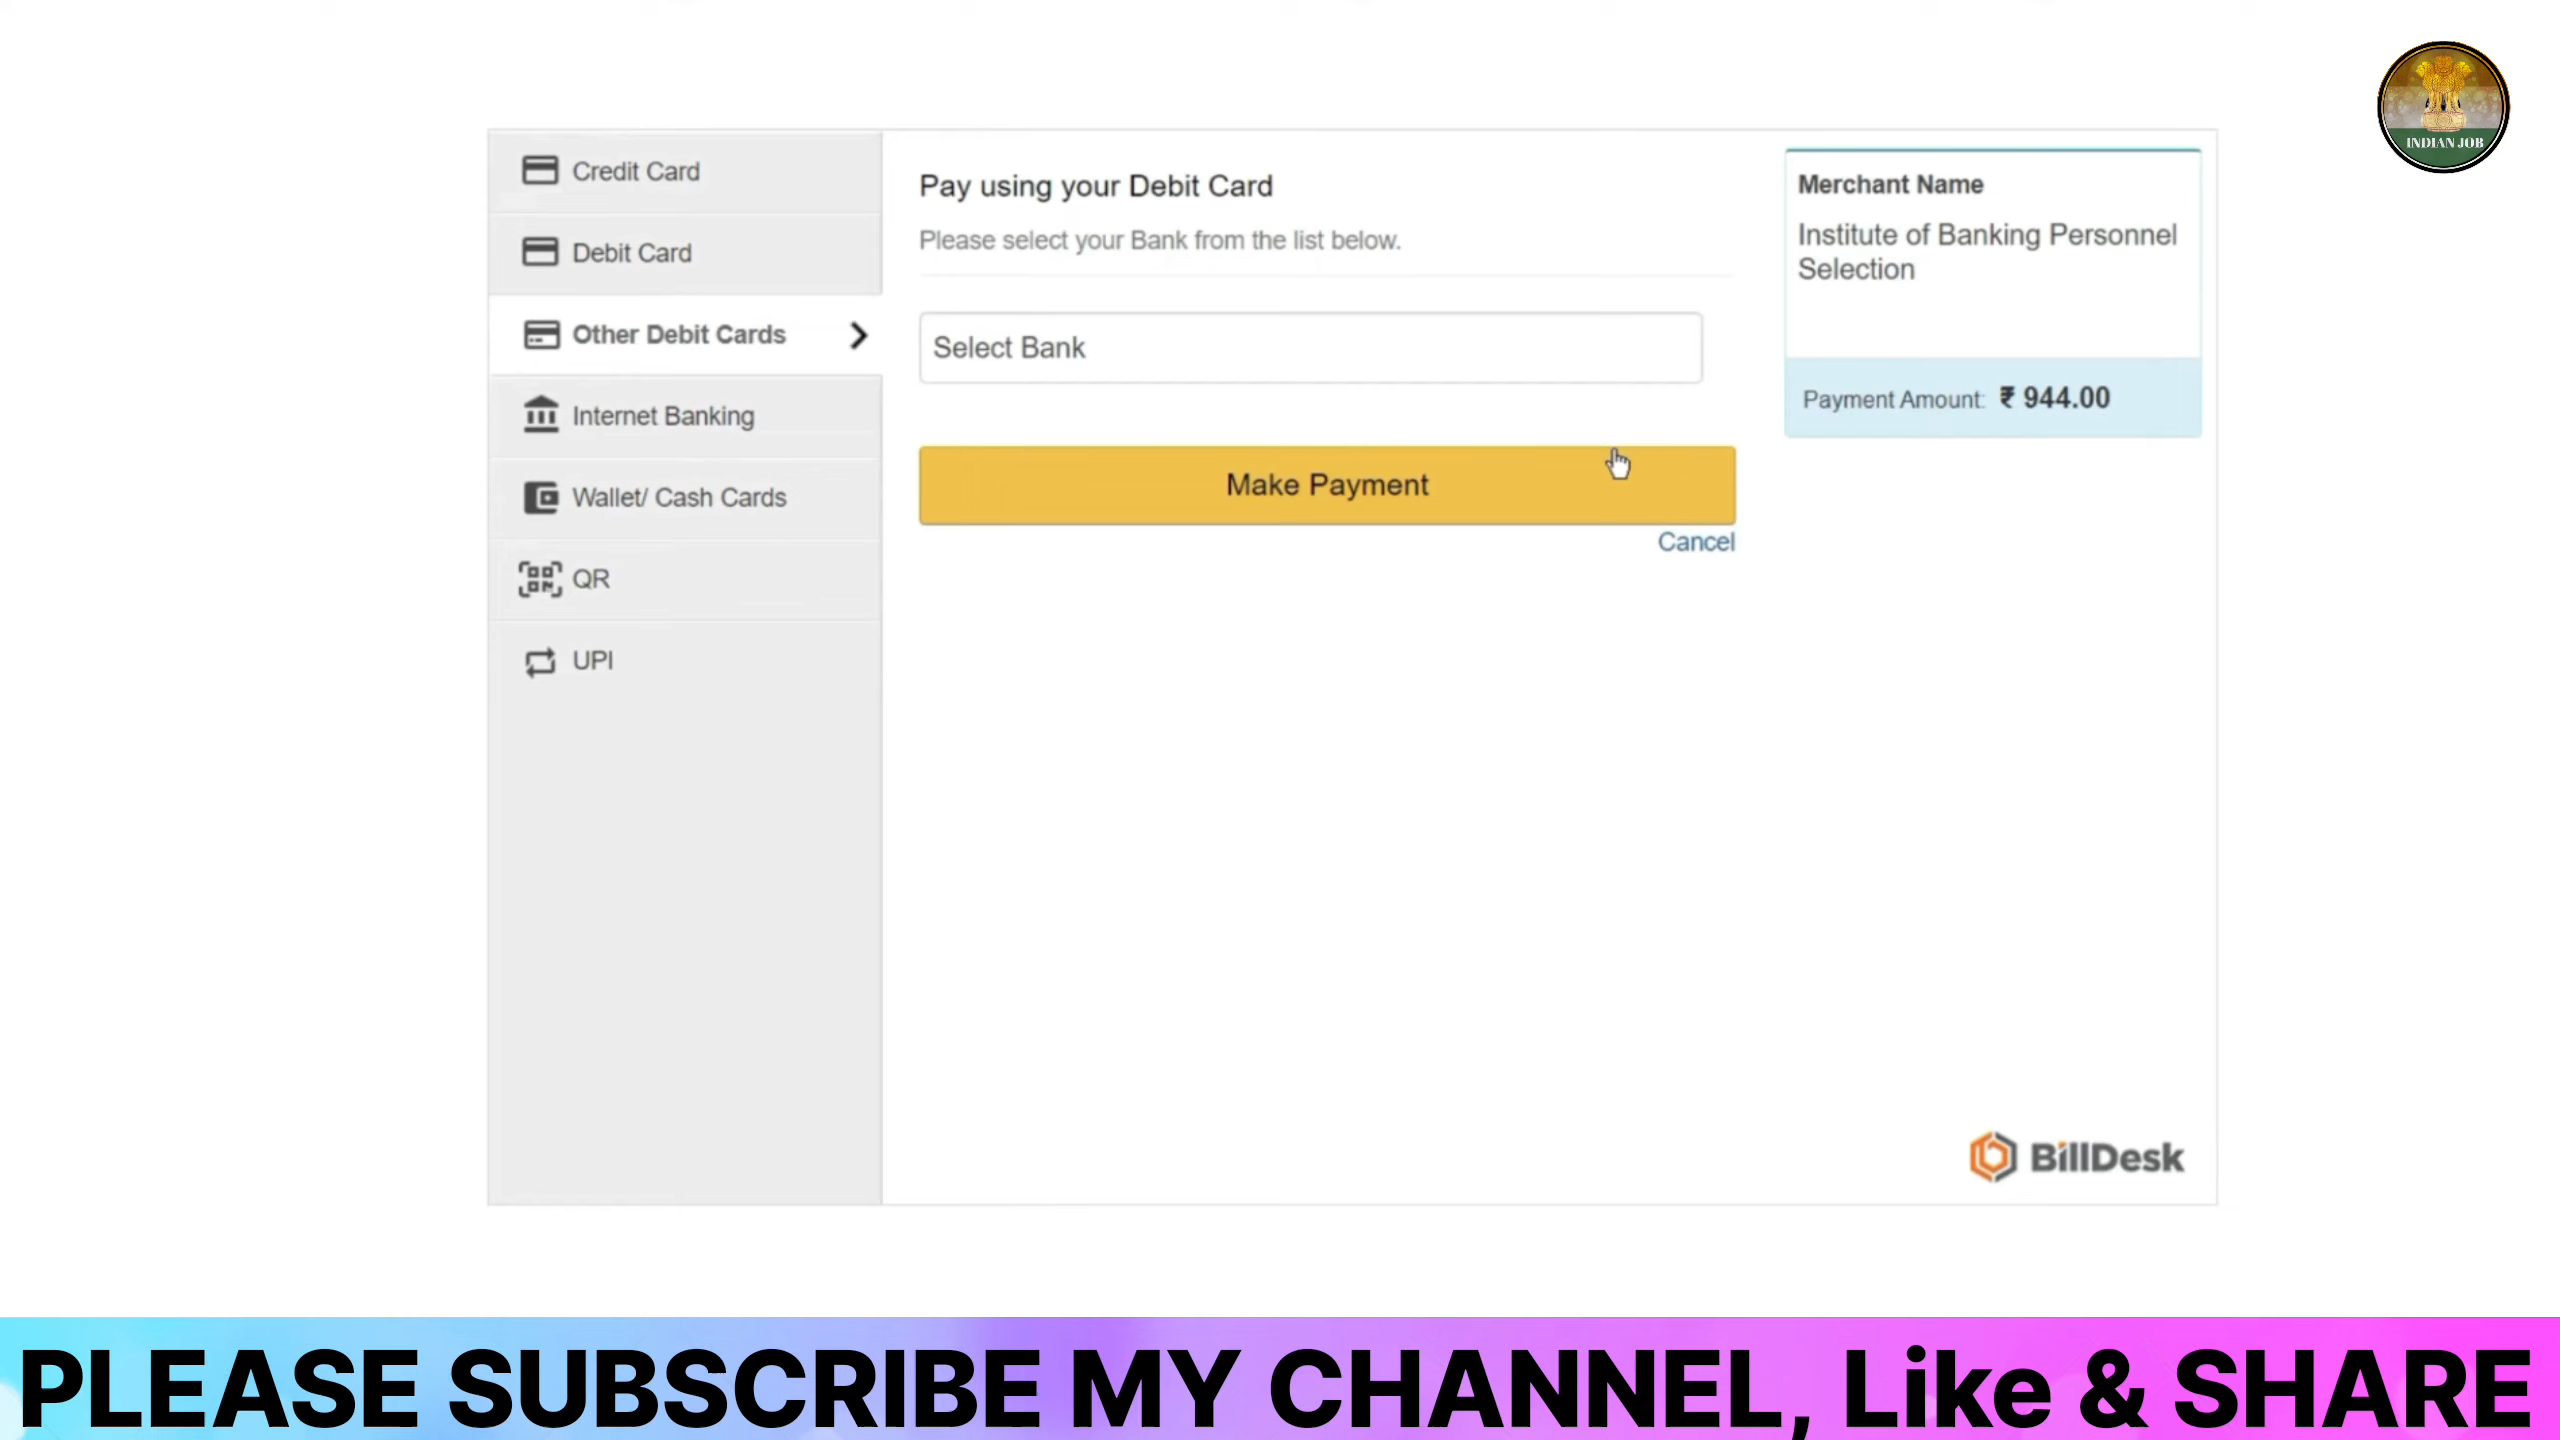 INDIAN JOB
Credit Card
Debit Card
Other Debit Cards
Internet Banking
Wallet/ Cash Cards
QR
UPI
Pay using your Debit Card
Please select your Bank from the list below.
Select Bank
Make Payment
Cancel
Merchant Name
Institute of Banking Personnel
Selection
Payment Amount: ₹ 944.00
BillDesk
PLEASE SUBSCRIBE MY CHANNEL, Like & SHARE